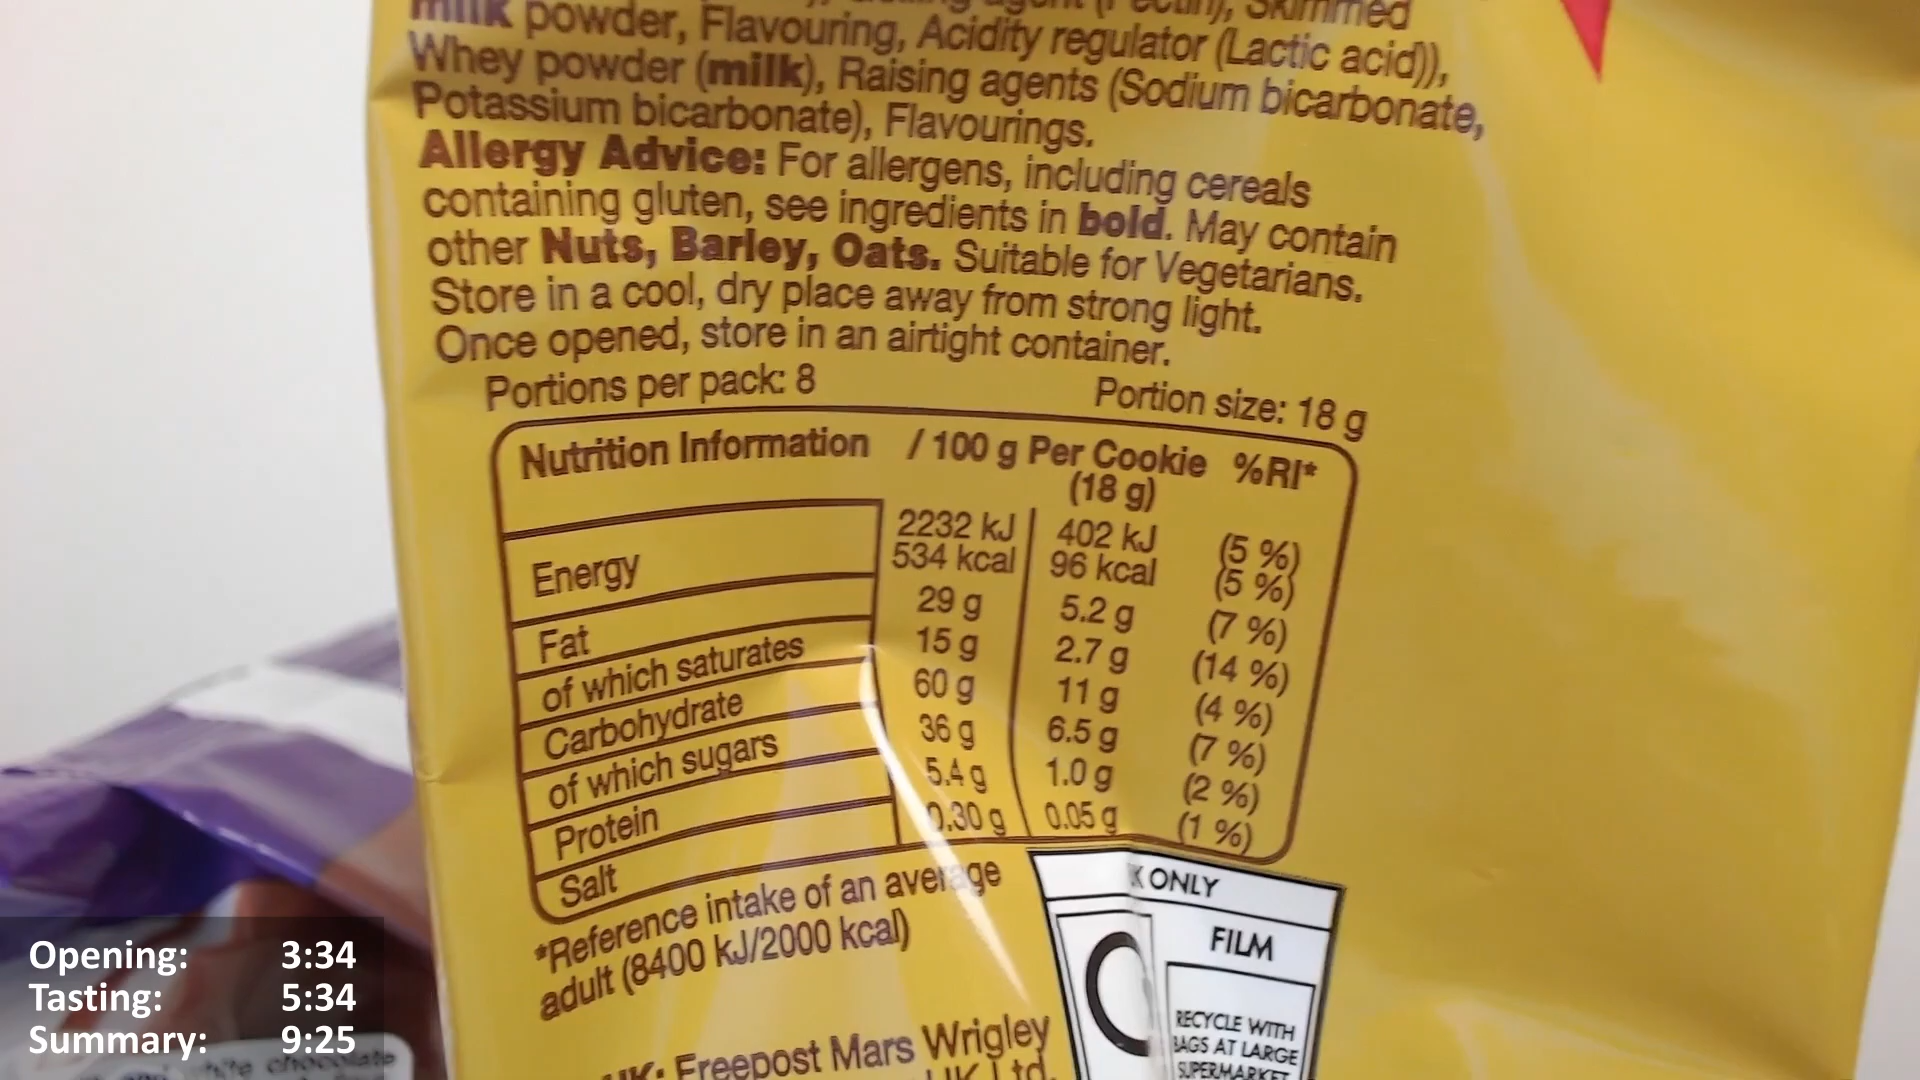 milk powder, Flavouring, Acidity regulator (Lactic acid)), Skimmed
Whey powder (milk), Raising agents (Sodium bicarbonate,
Potassium bicarbonate), Flavourings.
Allergy Advice: For allergens, including cereals
containing gluten, see ingredients in bold. May contain
other Nuts, Barley, Oats. Suitable for Vegetarians.
Store in a cool, dry place away from strong light.
Once opened, store in an airtight container.
Portions per pack: 8 Portion size: 18 g
Nutrition Information / 100 g Per Cookie %RI*
(18 g)
Energy 2232 kJ 402 kJ (5 %)
534 kcal 96 kcal (5 %)
Fat 29 g 5.2 g (7 %)
of which saturates 15 g 2.7 g (14 %)
Carbohydrate 60 g 11 g (4 %)
of which sugars 36 g 6.5 g (7 %)
Protein 5.4 g 1.0 g (2 %)
Salt 0.30 g 0.05 g (1 %)
*Reference intake of an average
adult (8400 kJ/2000 kcal)
UK: Freepost Mars Wrigley
UK Ltd.
K ONLY
FILM
RECYCLE WITH
BAGS AT LARGE
SUPERMARKET
Opening: 3:34
Tasting: 5:34
Summary: 9:25
chocolate